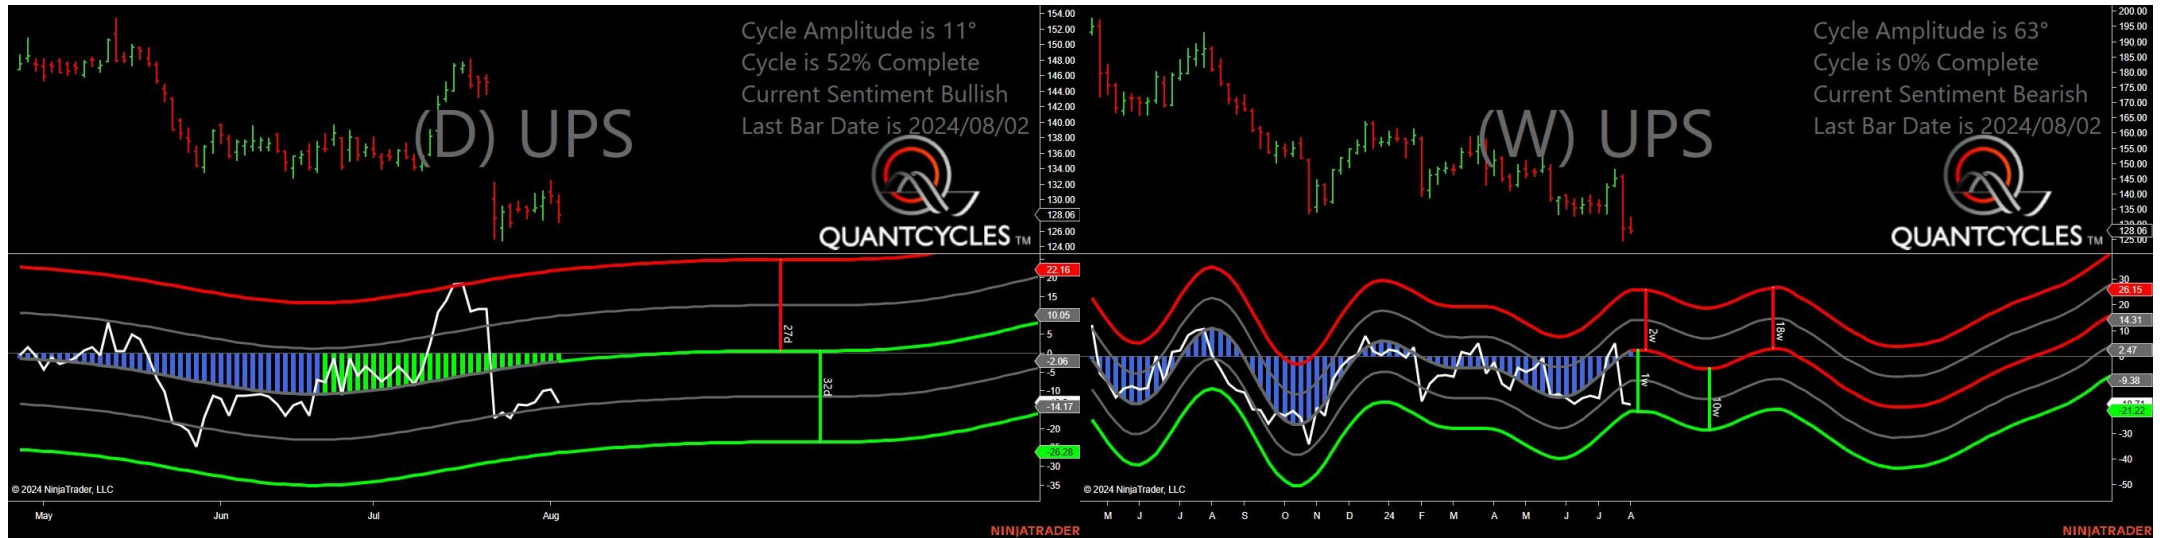 Cycle Amplitude is 11°
Cycle is 52% Complete
Current Sentiment Bullish
Last Bar Date is 2024/08/02
(D) UPS
QUANTCYCLES TM
154.00
152.00
150.00
148.00
146.00
144.00
142.00
140.00
138.00
136.00
134.00
132.00
130.00
128.06
126.00
124.00
22.16
20
15
10.05
5
0
-2.06
-5
-10
-14.17
-20
-26.28
-30
-35
27d
32d
© 2024 NinjaTrader, LLC
May Jun Jul Aug
NINJATRADER
Cycle Amplitude is 63°
Cycle is 0% Complete
Current Sentiment Bearish
Last Bar Date is 2024/08/02
(W) UPS
QUANTCYCLES TM
200.00
195.00
190.00
185.00
180.00
175.00
170.00
165.00
160.00
155.00
150.00
145.00
140.00
135.00
128.06
125.00
30
26.15
20
14.31
10
2.47
-9.38
-21.22
-30
-40
-50
2w
1w
10w
18w
© 2024 NinjaTrader, LLC
M J J A S O N D 24 F M A M J J A
NINJATRADER